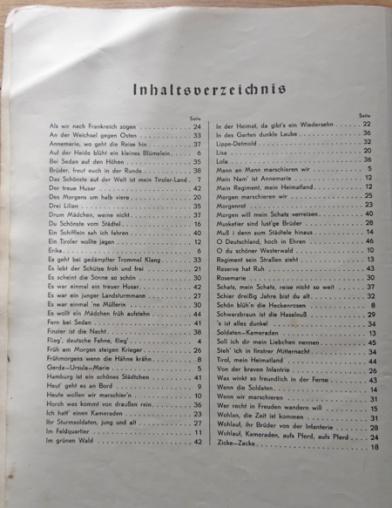 Inhaltsverzeichnis
Seite
Als wir nach Frankreich zogen 24
An der Weichsel gegen Osten 33
Annemarie, wo geht die Reise hin 37
Auf der Heide blüht ein kleines Blümelein 6
Bei Sedan auf den Höhen 35
Brüder, freut euch in der Runde 38
Das Schönste auf der Welt ist mein Tiroler-Land 7
Der treue Husar 42
Des Morgens um halb viere 20
Drei Lilien 35
Drum Mädchen, weine nicht 37
Du Schönste vom Städtel 16
Ein Schifflein sah ich fahren 40
Ein Tiroler wollte jagen 12
Erika 6
Es geht bei gedämpfter Trommel Klang 33
Es lebt der Schütze froh und frei 21
Es scheint die Sonne so schön 30
Es war einmal ein treuer Husar 42
Es war ein junger Landsturmmann 27
Es war einmal 'ne Müllerin 30
Es wollt ein Mädchen früh aufstehn 44
Fern bei Sedan 41
Finster ist die Nacht 38
Flieg', deutsche Fahne, flieg' 4
Früh am Morgen steigen Krieger 26
Frühmorgens wenn die Hähne krähn 8
Gerda-Ursula-Marie 5
Hamburg ist ein schönes Städtchen 41
Heut' geht es an Bord 9
Heute wollen wir marschier'n 10
Horch was kommt von draußen rein 36
Ich hatt' einen Kameraden 23
Ihr Sturmsoldaten, jung und alt 27
Im Feldquartier 11
Im grünen Wald 42
Seite
In der Heimat, da gibt's ein Wiedersehn 22
In des Garten dunkle Laube 36
Lippe-Detmold 32
Lisa 20
Lola 36
Mann an Mann marschieren wir 5
Mein Nam' ist Annemarie 12
Mein Regiment, mein Heimatland 12
Morgen marschieren wir 25
Morgenrot 23
Morgen will mein Schatz verreisen 40
Musketier sind lust'ge Brüder 28
Muß i denn zum Städtele hinaus 14
O Deutschland, hoch in Ehren 46
O du schöner Westerwald 10
Regiment sein Straßen zieht 13
Reserve hat Ruh 43
Rosemarie 30
Schatz, mein Schatz, reise nicht so weit 37
Schier dreißig Jahre bist du alt 32
Schön blüh'n die Heckenrosen 8
Schwarzbraun ist die Haselnuß 29
's ist alles dunkel 34
Soldaten-Kameraden 13
Soll ich dir mein Liebchen nennen 45
Steh' ich in finstrer Mitternacht 34
Tirol, mein Heimatland 44
Von der braven Infantrie 26
Was winkt so freundlich in der Ferne 43
Wenn die Soldaten 14
Wenn wir marschieren 31
Wer recht in Freuden wandern will 15
Wohlan, die Zeit ist kommen 31
Wohlauf, ihr Brüder von der Infanterie 28
Wohlauf, Kameraden, aufs Pferd, aufs Pferd 24
Zicke-Zacke 18